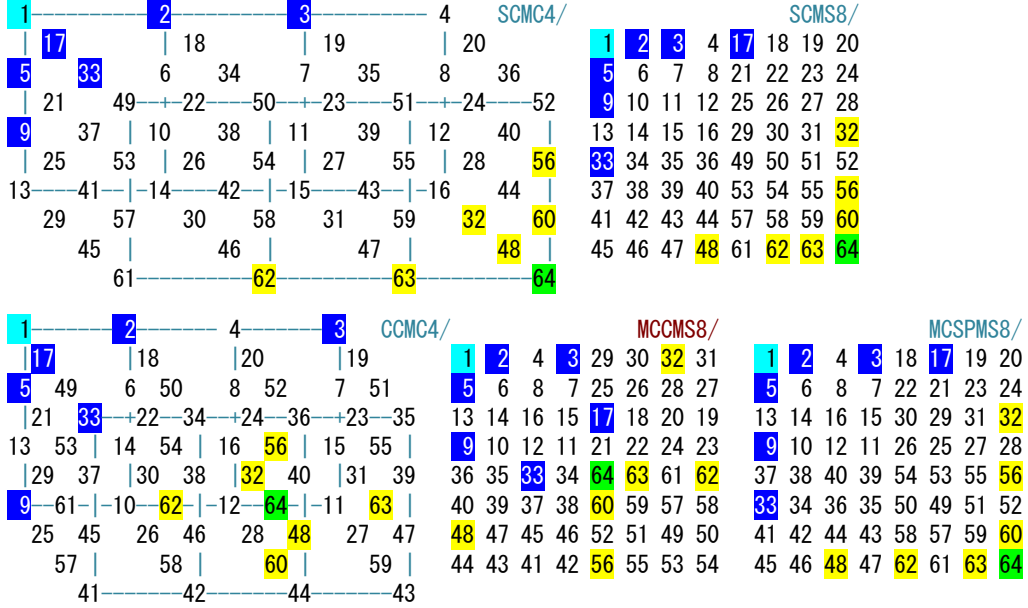 1-----------2-----------3----------- 4 SCMC4/
| 17 | 18 | 19 | 20
5 33 6 34 7 35 8 36
| 21 49--+-22----50--+-23----51--+-24----52
9 37 | 10 38 | 11 39 | 12 40 |
| 25 53 | 26 54 | 27 55 | 28 56
13----41--|-14----42--|-15----43--|-16 44 |
29 57 30 58 31 59 32 60
45 | 46 | 47 | 48 |
61----------62----------63----------64
SCMS8/
1 2 3 4 17 18 19 20
5 6 7 8 21 22 23 24
9 10 11 12 25 26 27 28
13 14 15 16 29 30 31 32
33 34 35 36 49 50 51 52
37 38 39 40 53 54 55 56
41 42 43 44 57 58 59 60
45 46 47 48 61 62 63 64
1-------2------- 4-------3 CCMC4/
|17 |18 |20 |19
5 49 6 50 8 52 7 51
|21 33--+22--34--+24--36--+23--35
13 53 | 14 54 | 16 56 | 15 55 |
|29 37 |30 38 |32 40 |31 39
9--61-|-10--62-|-12--64-|-11 63 |
25 45 26 46 28 48 27 47
57 | 58 | 60 | 59 |
41-------42-------44-------43
MCCMS8/
1 2 4 3 29 30 32 31
5 6 8 7 25 26 28 27
13 14 16 15 17 18 20 19
9 10 12 11 21 22 24 23
36 35 33 34 64 63 61 62
40 39 37 38 60 59 57 58
48 47 45 46 52 51 49 50
44 43 41 42 56 55 53 54
MCSPMS8/
1 2 4 3 18 17 19 20
5 6 8 7 22 21 23 24
13 14 16 15 30 29 31 32
9 10 12 11 26 25 27 28
37 38 40 39 54 53 55 56
33 34 36 35 50 49 51 52
41 42 44 43 58 57 59 60
45 46 48 47 62 61 63 64